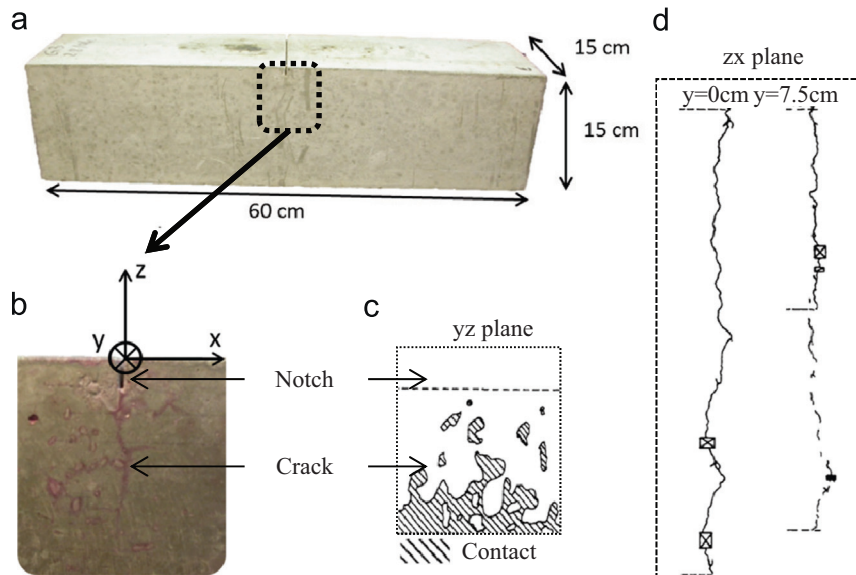 a
15 cm
15 cm
60 cm
b
z
y
x
Notch
Crack
c
yz plane
Contact
d
zx plane
y=0cm y=7.5cm